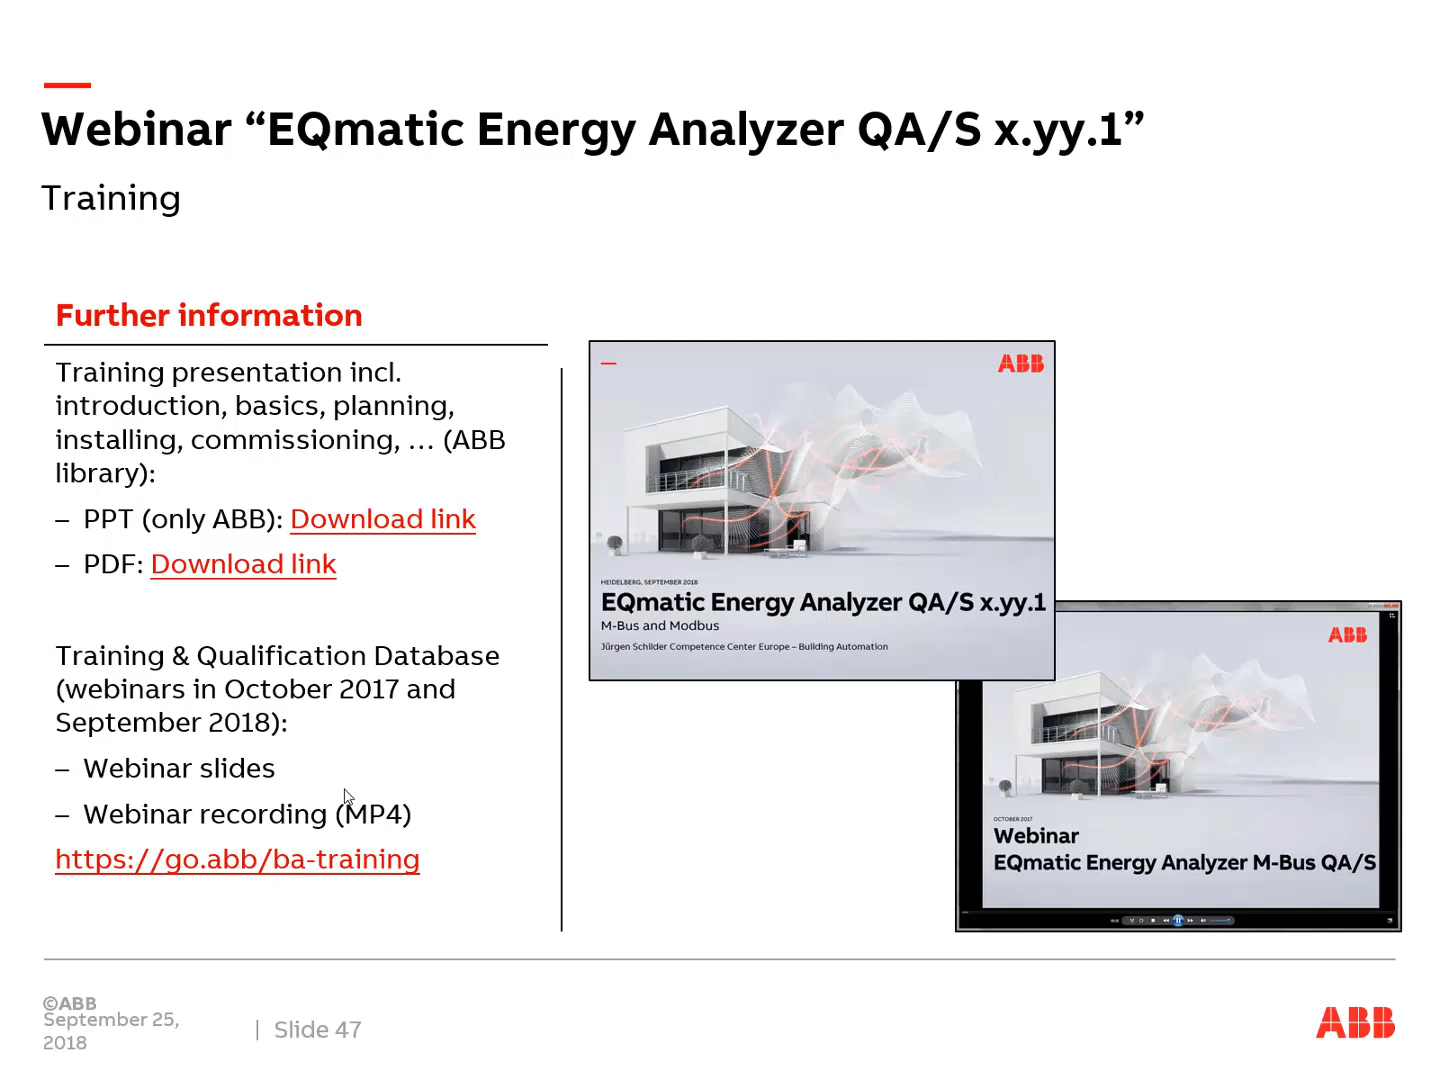 Webinar “EQmatic Energy Analyzer QA/S x.yy.1”
Training
Further information
Training presentation incl.
introduction, basics, planning,
installing, commissioning, … (ABB
library):
– PPT (only ABB): Download link
– PDF: Download link
Training & Qualification Database
(webinars in October 2017 and
September 2018):
– Webinar slides
– Webinar recording (MP4)
https://go.abb/ba-training
ABB
HEIDELBERG, SEPTEMBER 2018
EQmatic Energy Analyzer QA/S x.yy.1
M-Bus and Modbus
Jürgen Schilder Competence Center Europe – Building Automation
ABB
OCTOBER 2017
Webinar
EQmatic Energy Analyzer M-Bus QA/S
©ABB
September 25,
2018
| Slide 47
ABB